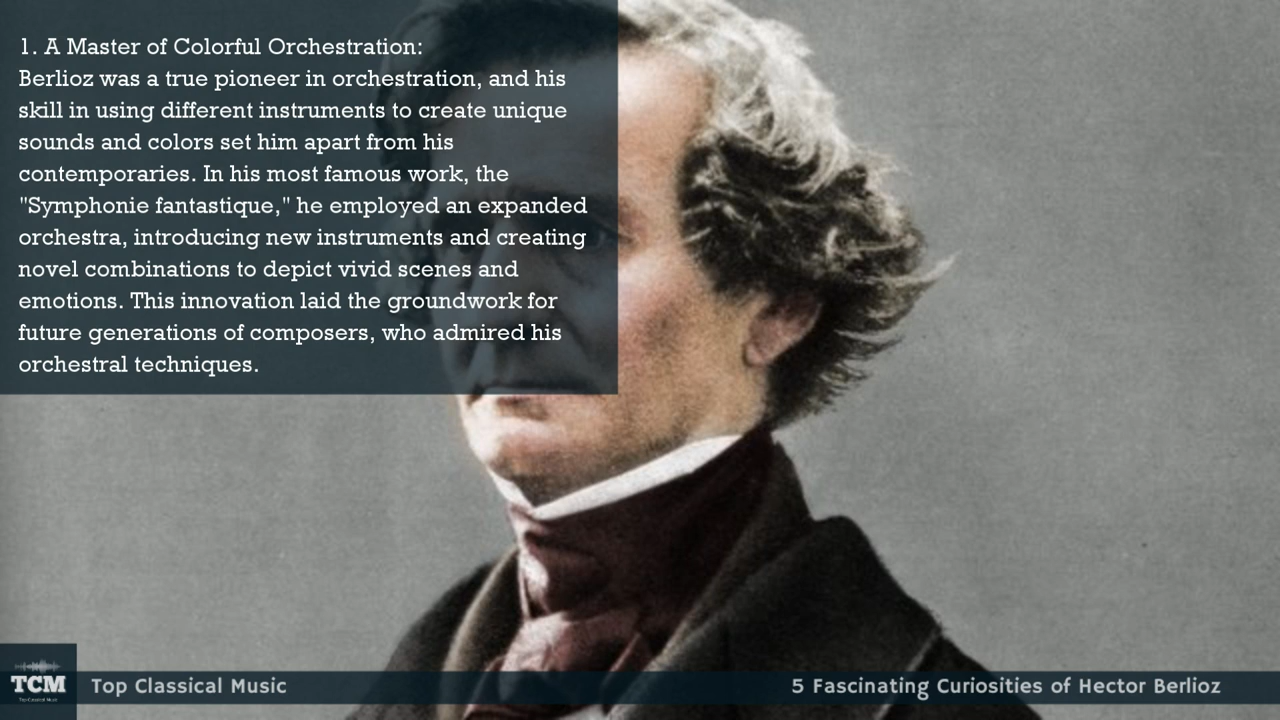 1. A Master of Colorful Orchestration:
Berlioz was a true pioneer in orchestration, and his
skill in using different instruments to create unique
sounds and colors set him apart from his
contemporaries. In his most famous work, the
"Symphonie fantastique," he employed an expanded
orchestra, introducing new instruments and creating
novel combinations to depict vivid scenes and
emotions. This innovation laid the groundwork for
future generations of composers, who admired his
orchestral techniques.
TCM
Top Classical Music
Top Classical Music
5 Fascinating Curiosities of Hector Berlioz